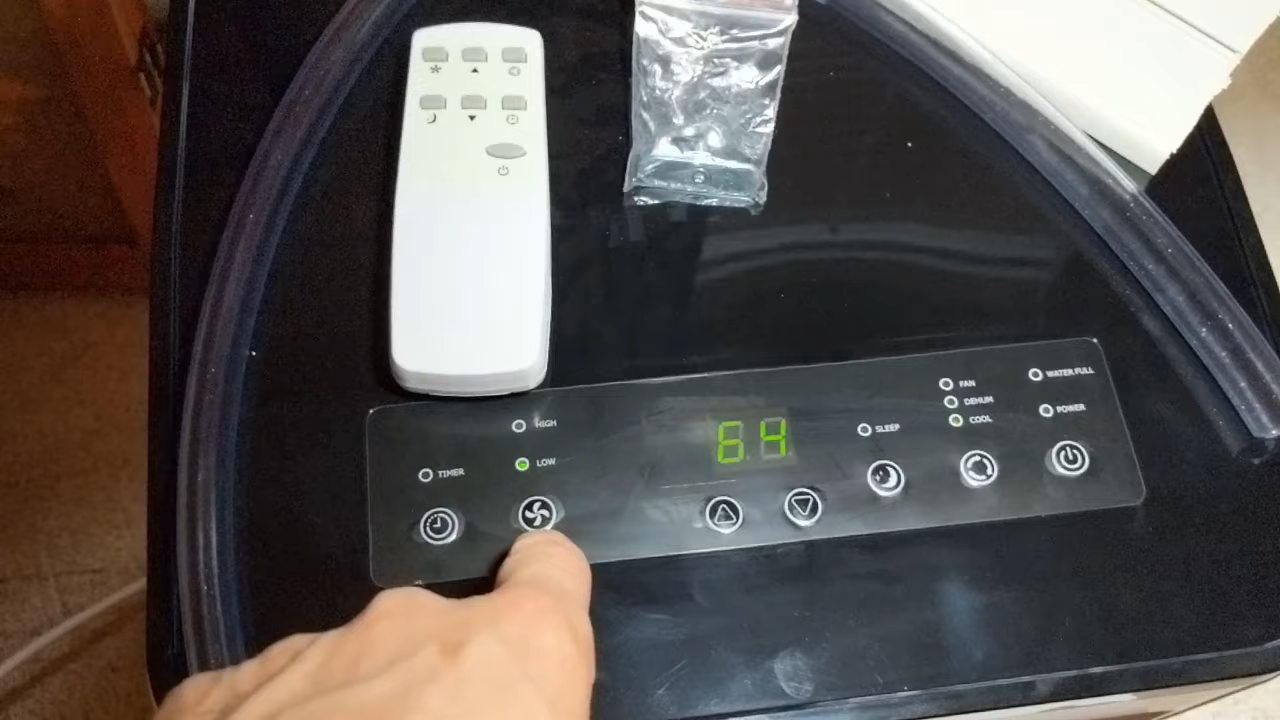 HIGH
LOW
TIMER
64
SLEEP
FAN
DEHUM
COOL
WATER FULL
POWER